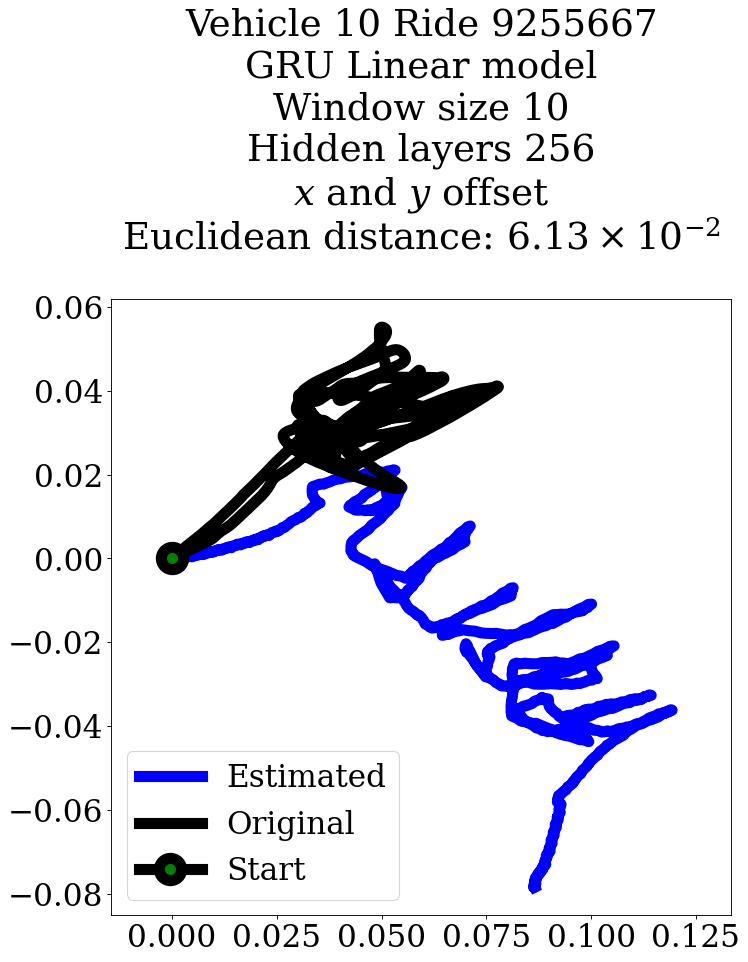 Vehicle 10 Ride 9255667
GRU Linear model
Window size 10
Hidden layers 256
x and y offset
Euclidean distance: 6.13 × 10⁻²
0.06
0.04
0.02
0.00
−0.02
−0.04
−0.06
−0.08
Estimated
Original
Start
0.000 0.025 0.050 0.075 0.100 0.125